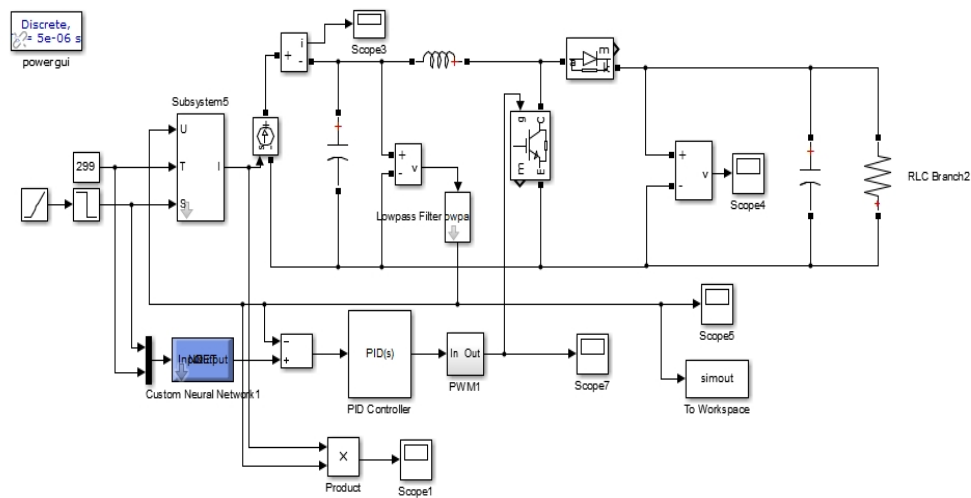 Discrete,
= 5e-06 s
powergui
Scope3
i
+
-
Subsystem5
U
T
S
I
299
s
+
-
v
Lowpass Filter
g
C
m
E
a
k
m
+
-
v
Scope4
RLC Branch2
Scope5
-
+
PID(s)
In Out
Scope7
simout
To Workspace
Custom Neural Network1
PID Controller
PWM1
X
Product
Scope1